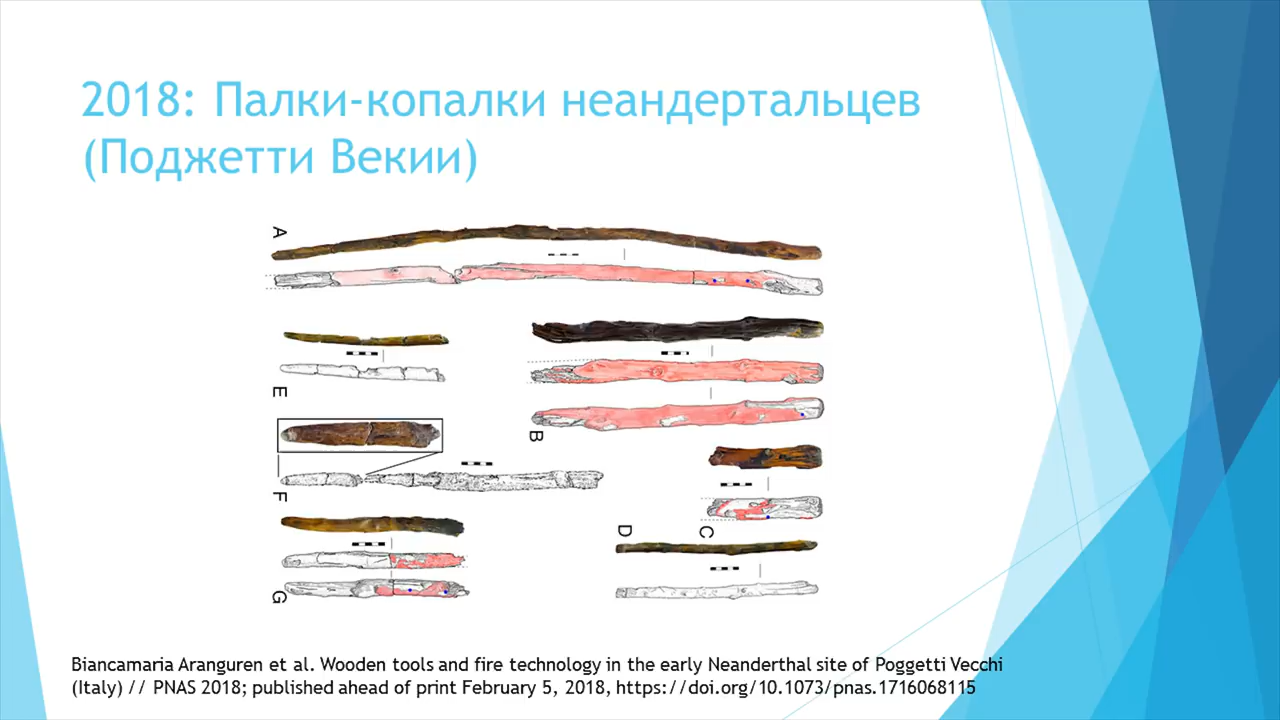 2018: Палки-копалки неандертальцев
(Поджетти Векии)
A
E
B
F
C
D
G
Biancamaria Aranguren et al. Wooden tools and fire technology in the early Neanderthal site of Poggetti Vecchi
(Italy) // PNAS 2018; published ahead of print February 5, 2018, https://doi.org/10.1073/pnas.1716068115